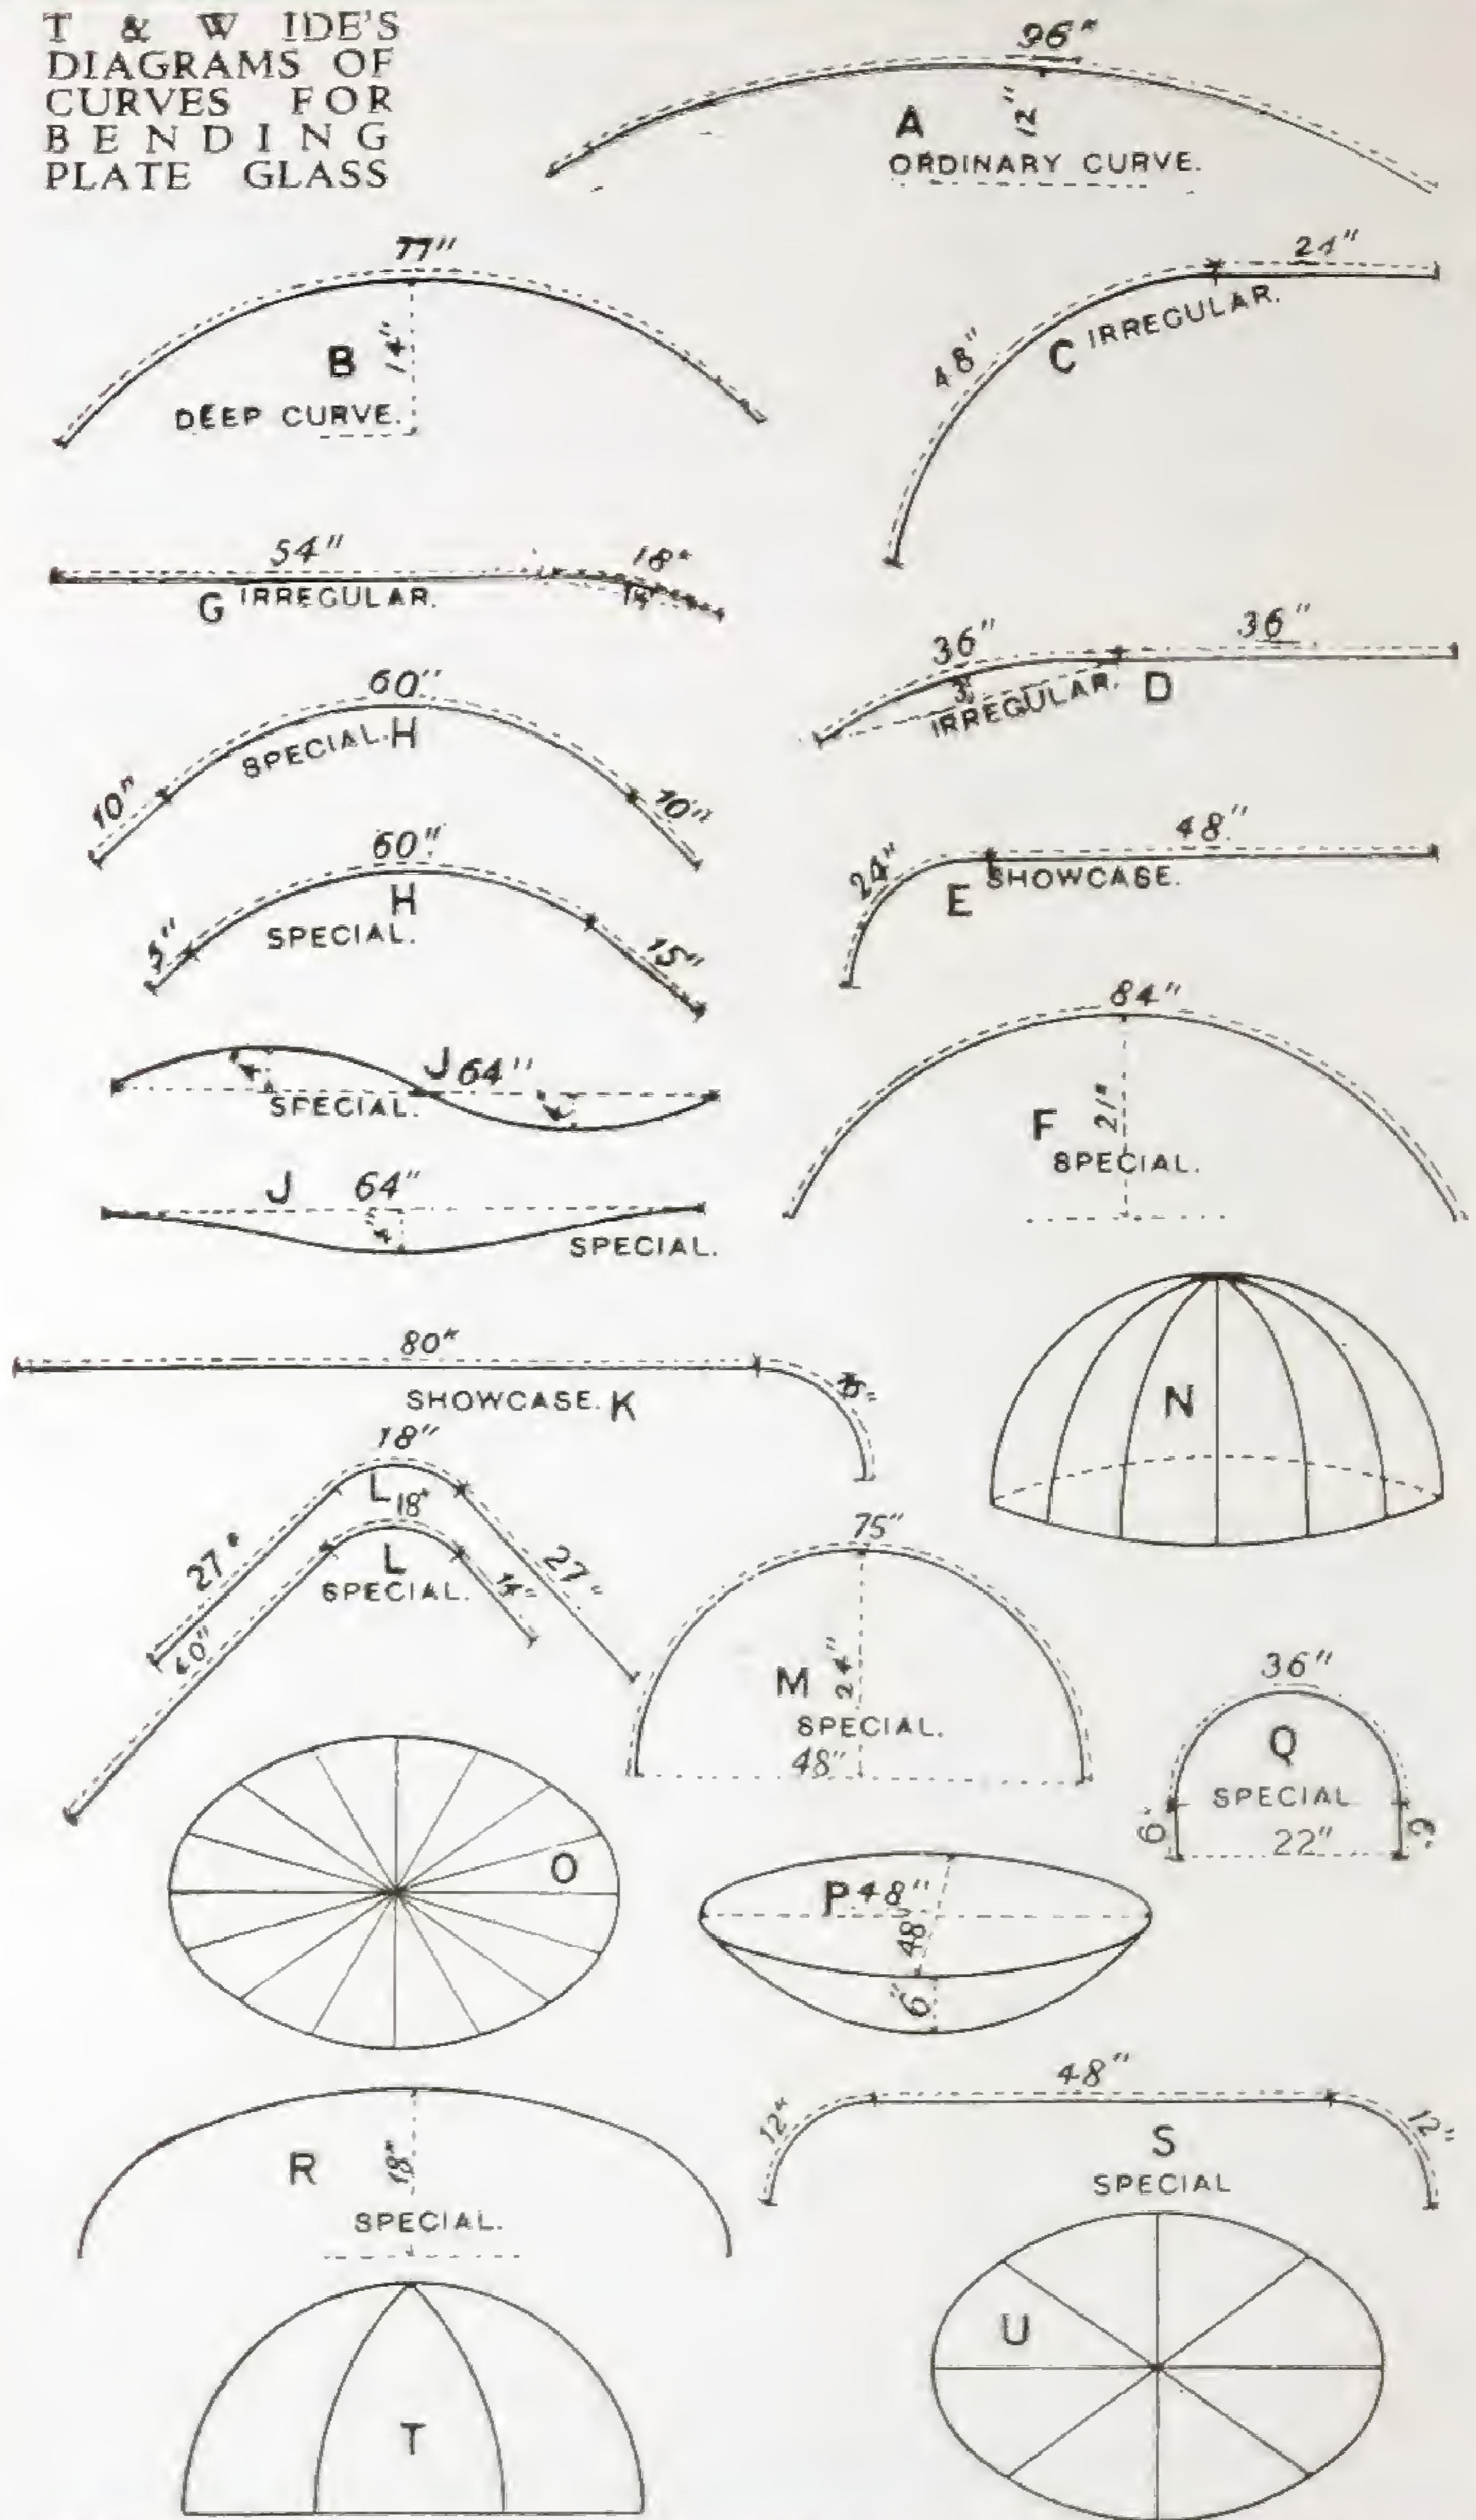 T & W IDE'S
DIAGRAMS OF
CURVES FOR
BENDING
PLATE GLASS
96"
12"
A
ORDINARY CURVE.
77"
B 14"
DEEP CURVE.
24"
48"
C IRREGULAR.
54"
18"
G IRREGULAR.
36" 36"
3"
IRREGULAR. D
60"
SPECIAL. H
10" 10"
60"
H
SPECIAL.
5" 15"
48"
24"
E SHOWCASE.
84"
F 21"
SPECIAL.
J 64"
SPECIAL.
J 64"
4"
SPECIAL.
80"
SHOWCASE. K
N
18"
L
27" 27"
18"
L
SPECIAL.
40"
75"
M 24"
SPECIAL.
48"
36"
Q
SPECIAL
6" 6"
22"
O
P 48"
48
6"
R 18"
SPECIAL.
48"
12" 12"
S
SPECIAL
T
U